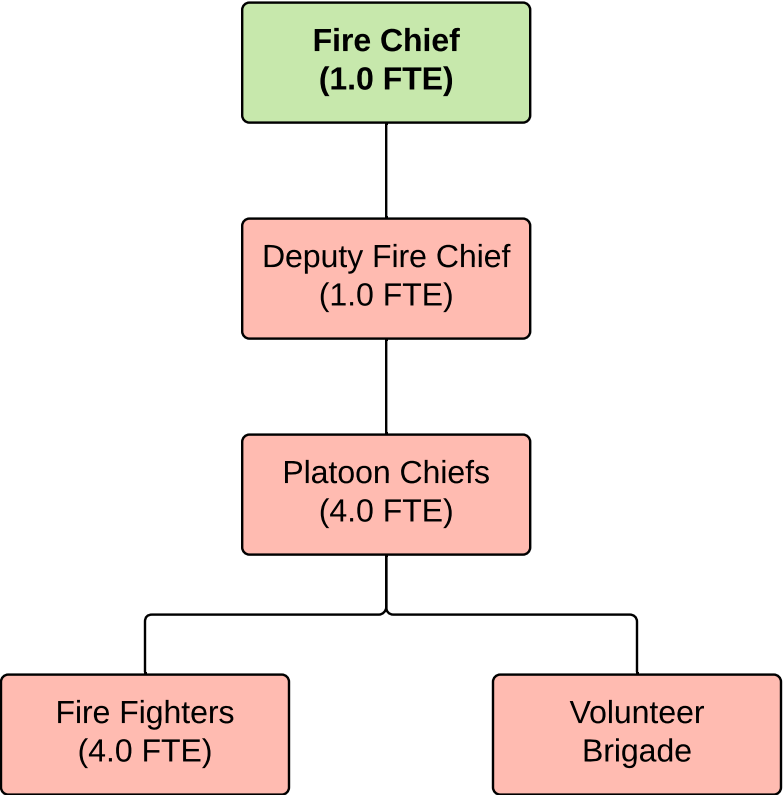 Fire Chief
(1.0 FTE)
Deputy Fire Chief
(1.0 FTE)
Platoon Chiefs
(4.0 FTE)
Fire Fighters
(4.0 FTE)
Volunteer
Brigade